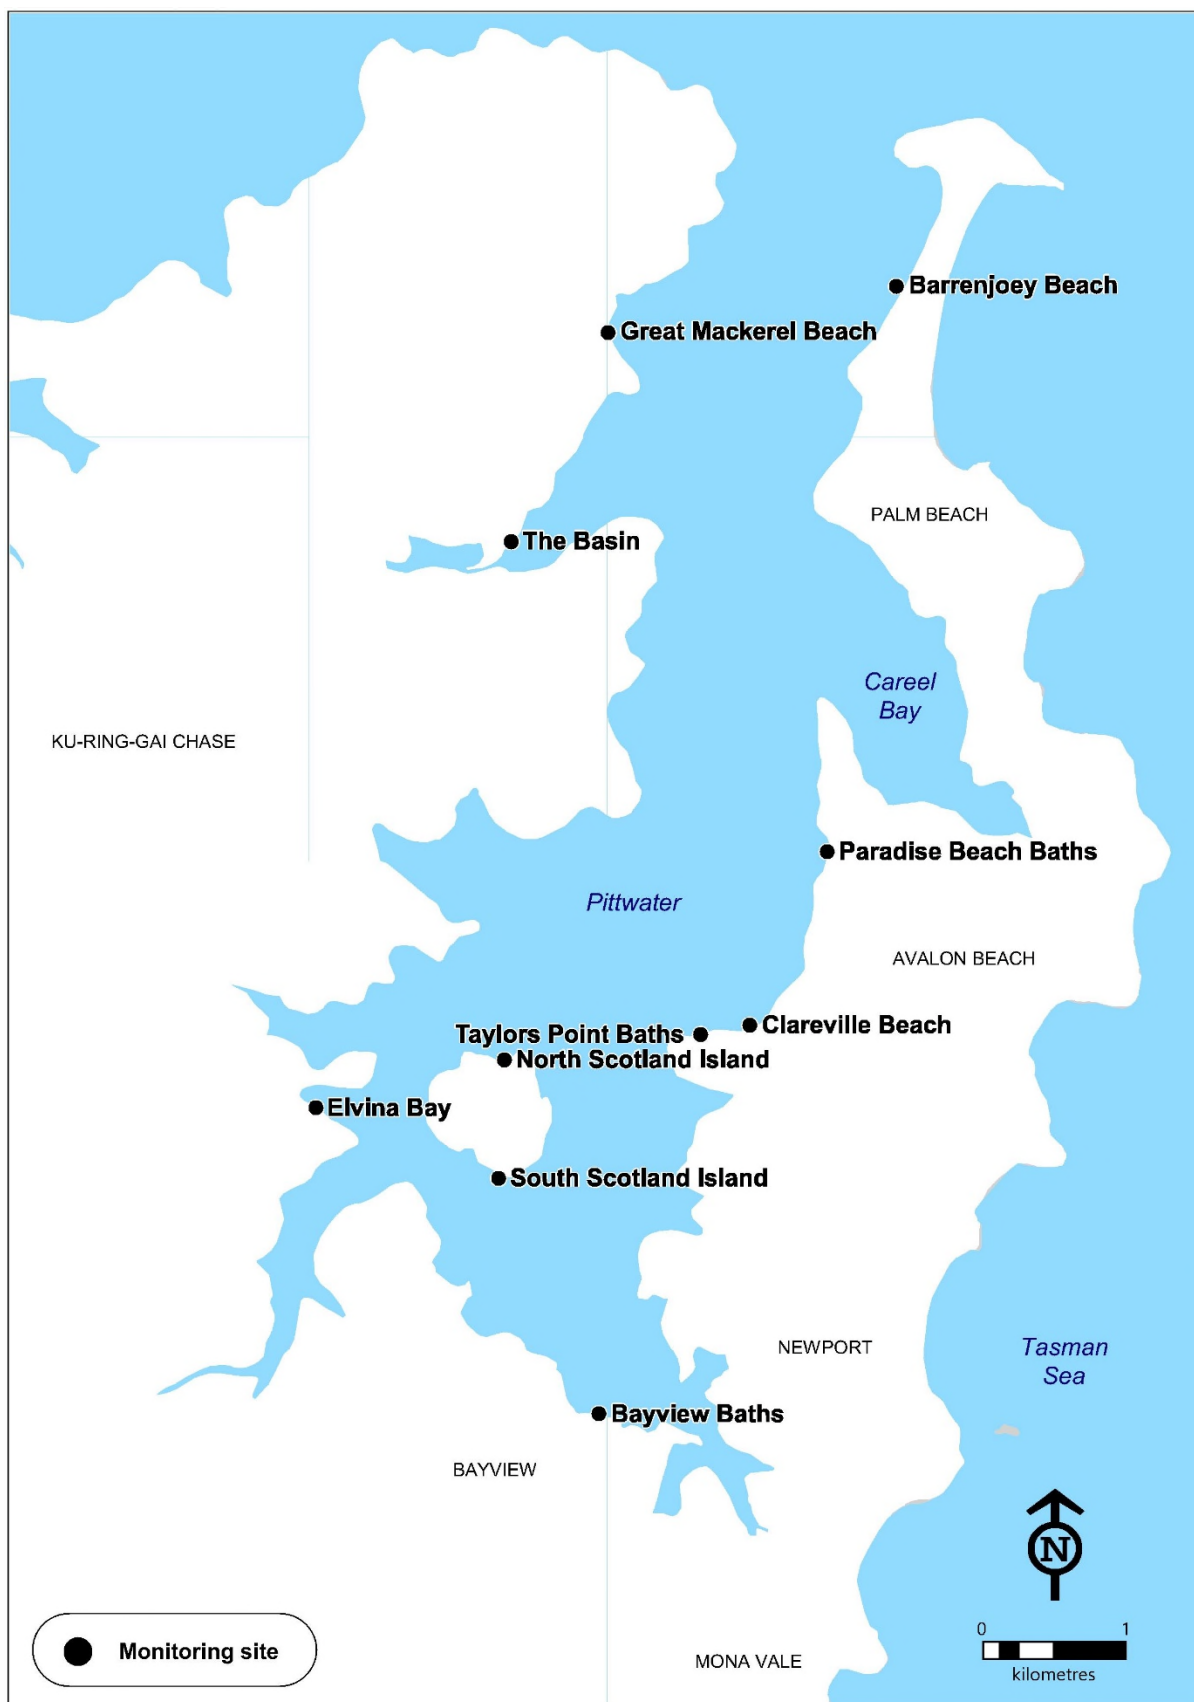 Barrenjoey Beach
Great Mackerel Beach
PALM BEACH
The Basin
Careel
Bay
KU-RING-GAI CHASE
Paradise Beach Baths
Pittwater
AVALON BEACH
Clareville Beach
Taylors Point Baths
North Scotland Island
Elvina Bay
South Scotland Island
NEWPORT
Tasman
Sea
Bayview Baths
BAYVIEW
N
0 1
kilometres
Monitoring site
MONA VALE